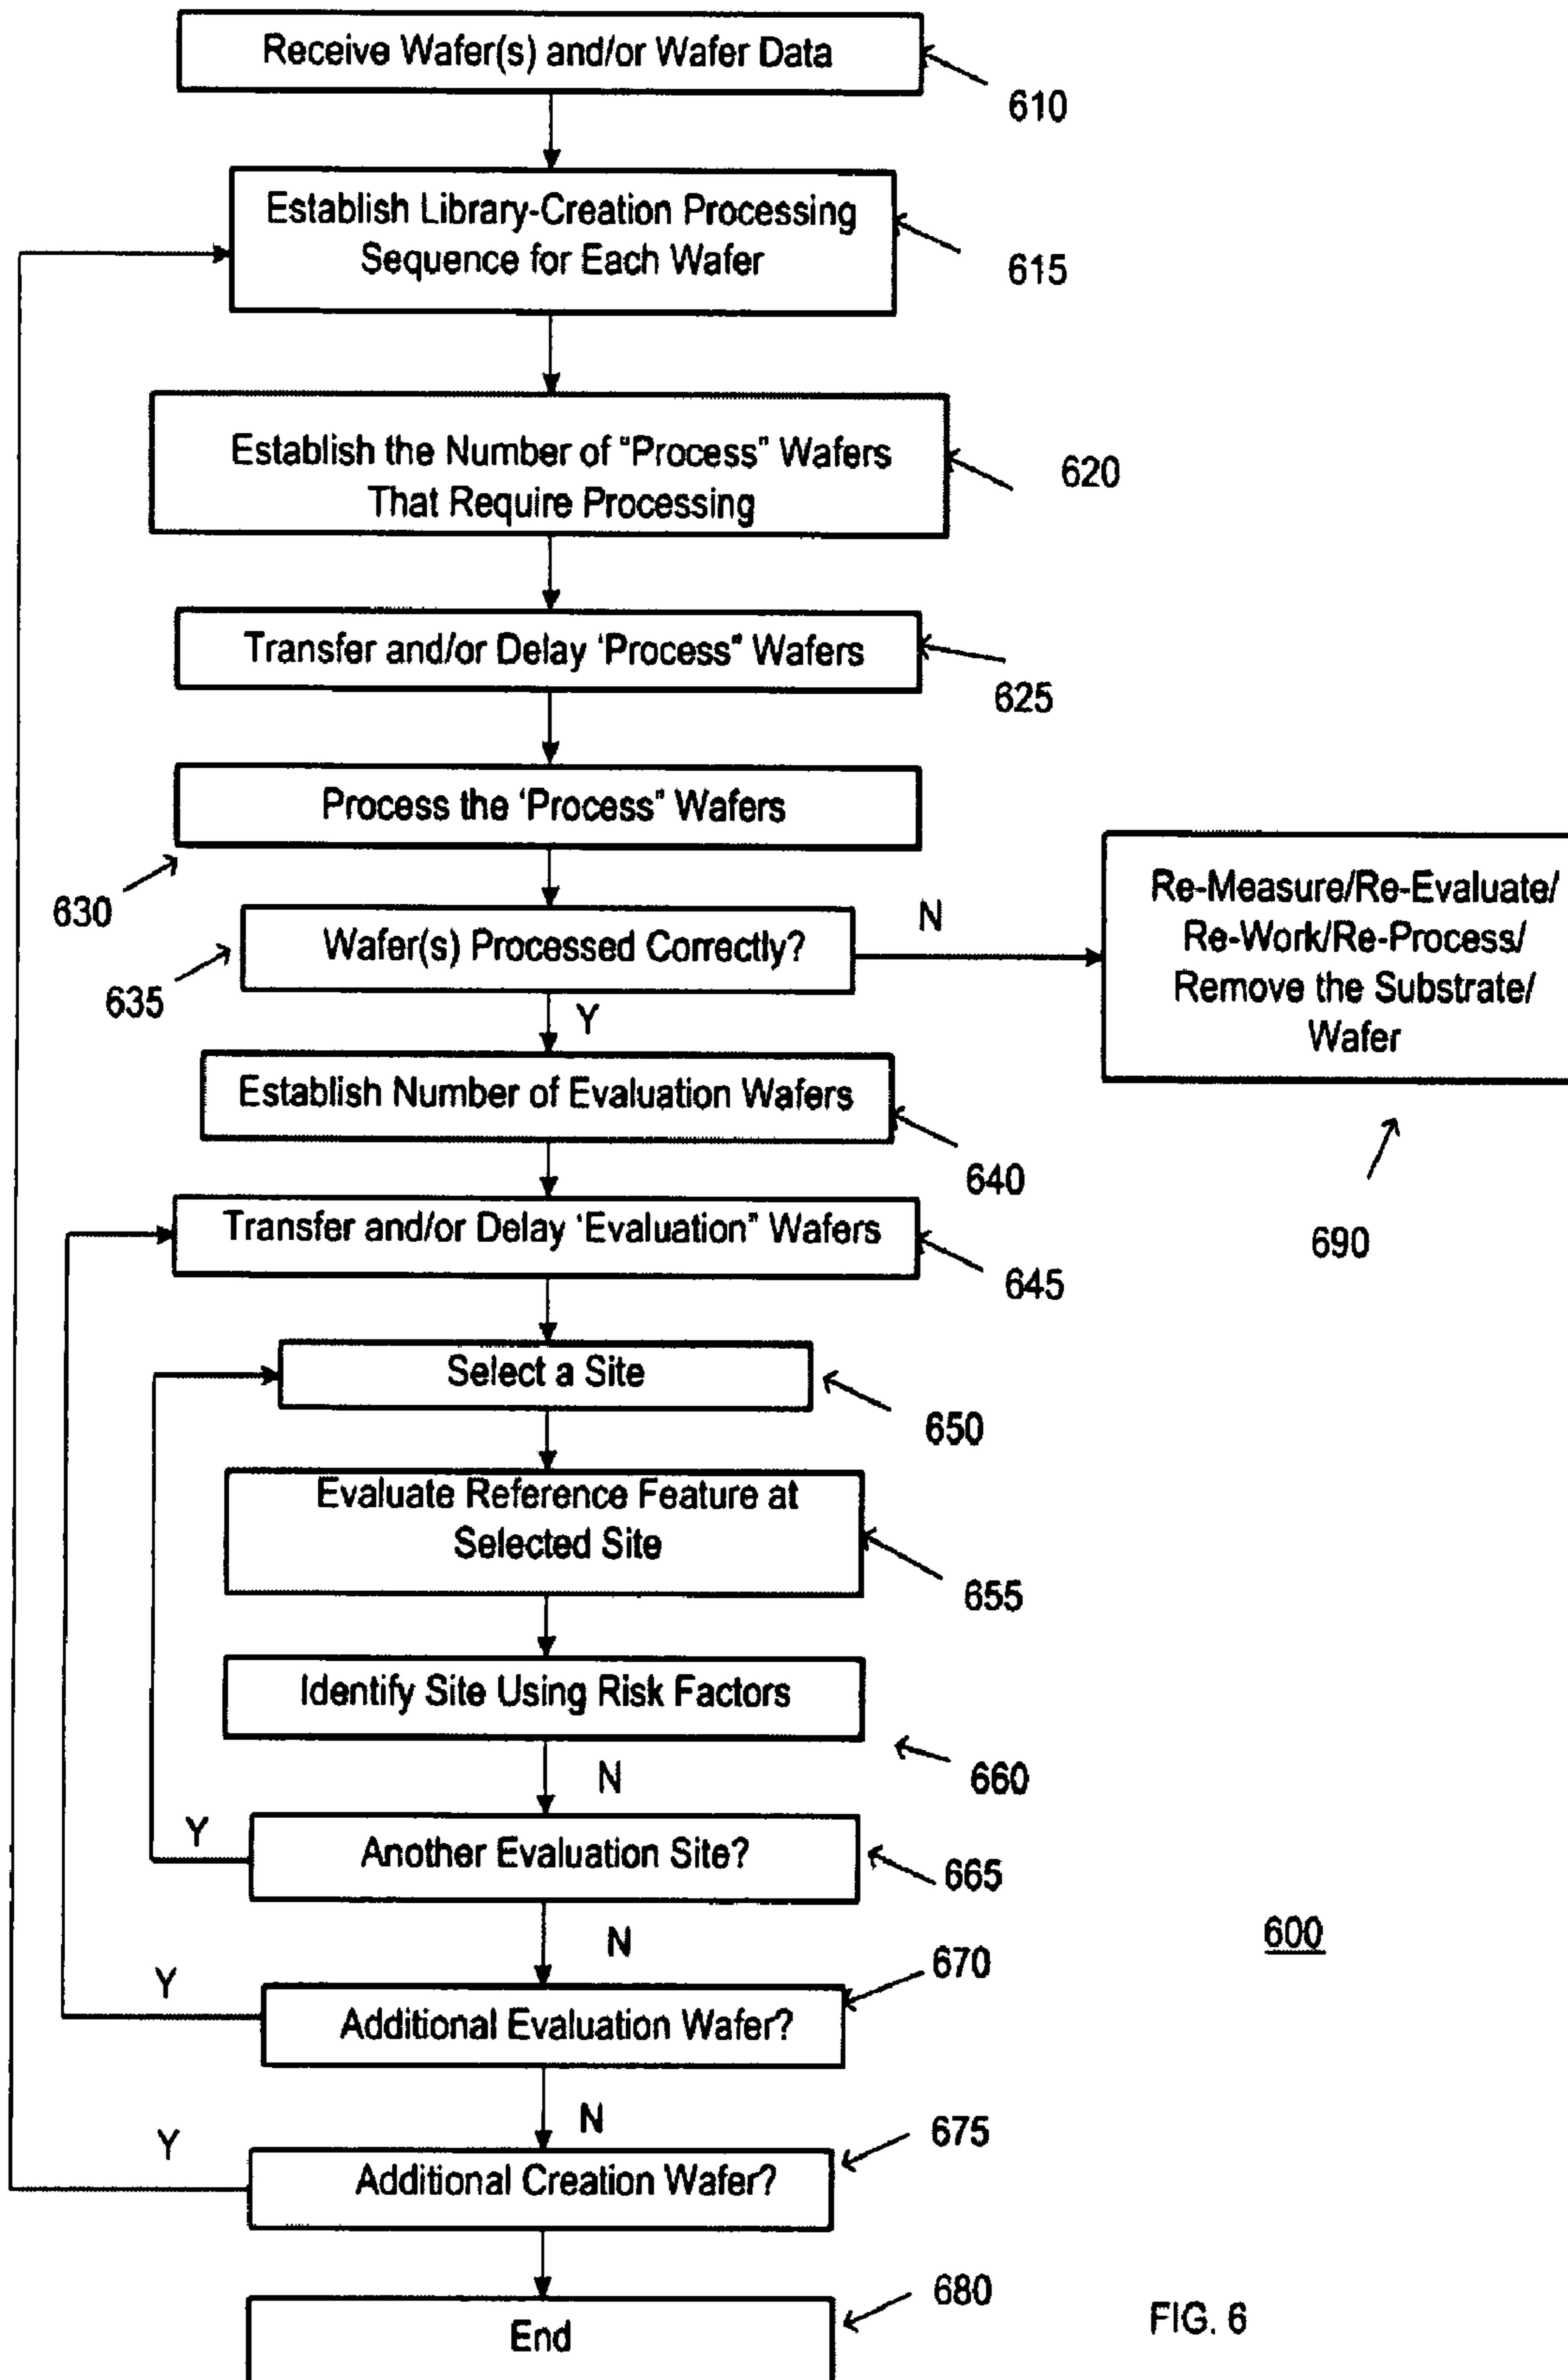 Receive Wafer(s) and/or Wafer Data
610
Establish Library-Creation Processing
Sequence for Each Wafer
615
Establish the Number of "Process" Wafers
That Require Processing
620
Transfer and/or Delay 'Process" Wafers
625
Process the 'Process" Wafers
630
Wafer(s) Processed Correctly?
635
N
Re-Measure/Re-Evaluate/
Re-Work/Re-Process/
Remove the Substrate/
Wafer
690
Y
Establish Number of Evaluation Wafers
640
Transfer and/or Delay 'Evaluation" Wafers
645
Select a Site
650
Evaluate Reference Feature at
Selected Site
655
Identify Site Using Risk Factors
660
N
Y
Another Evaluation Site?
665
N
600
Y
Additional Evaluation Wafer?
670
N
Y
Additional Creation Wafer?
675
End
680
FIG. 6